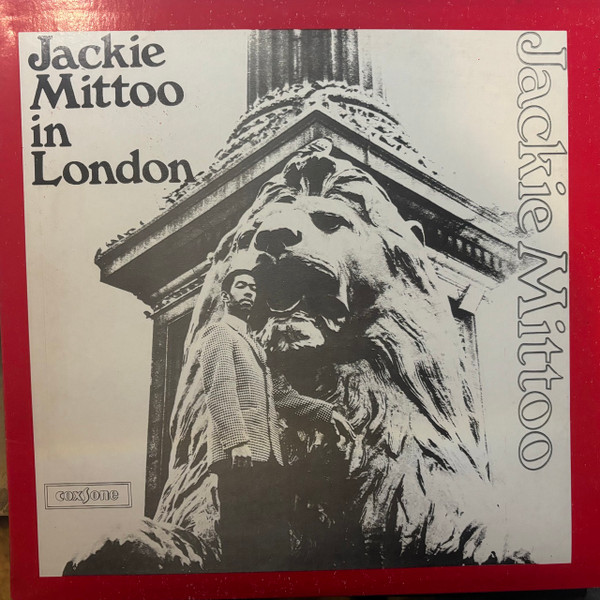 Jackie
Mittoo
in
London
Jackie Mittoo
coxsone